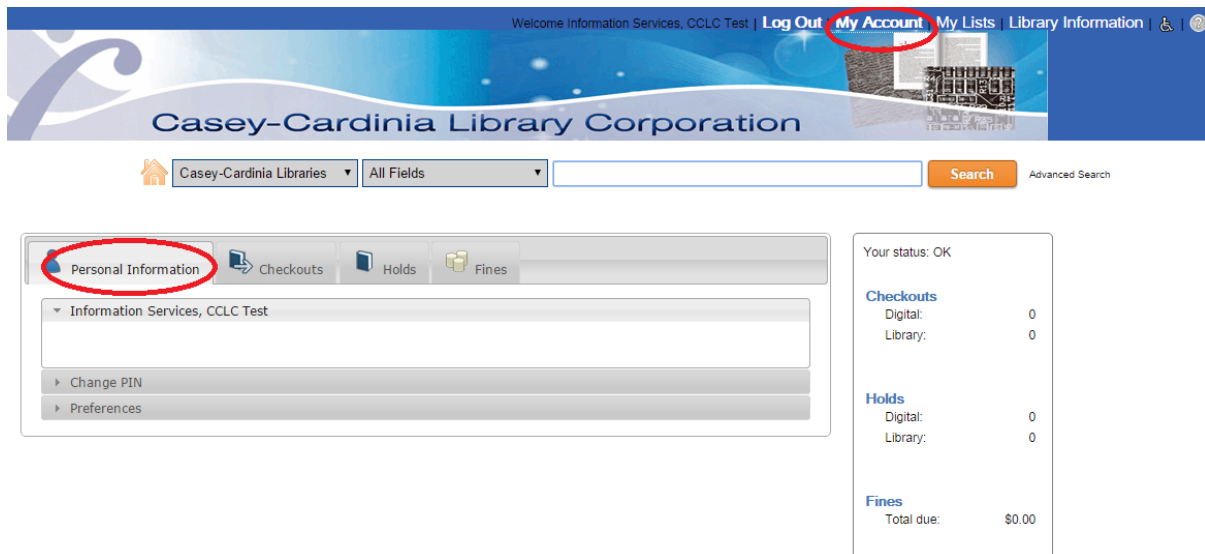 Welcome Information Services, CCLC Test | Log Out | My Account | My Lists | Library Information |
Casey-Cardinia Library Corporation
Casey-Cardinia Libraries All Fields Search Advanced Search
Personal Information Checkouts Holds Fines
Information Services, CCLC Test
Change PIN
Preferences
Your status: OK
Checkouts
Digital: 0
Library: 0
Holds
Digital: 0
Library: 0
Fines
Total due: $0.00